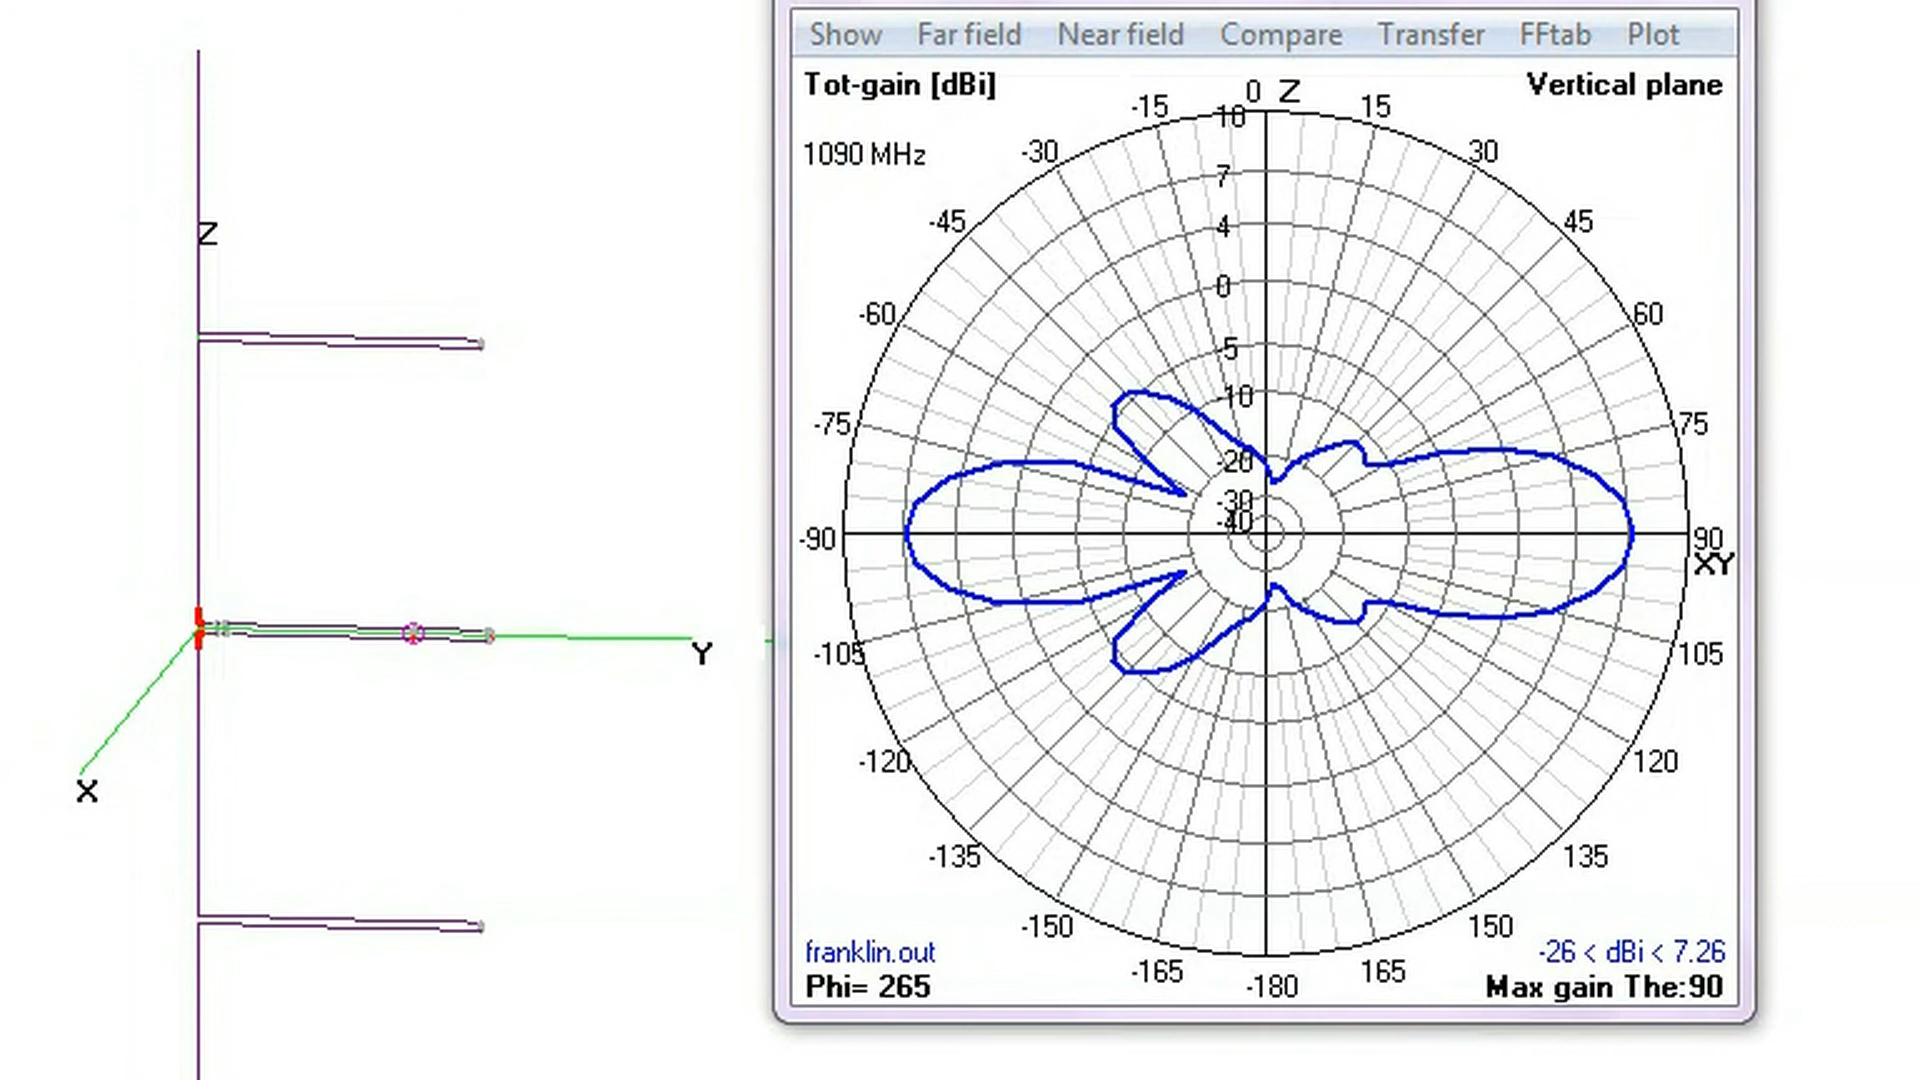 Show Far field Near field Compare Transfer FFtab Plot
Tot-gain [dBi]
Vertical plane
1090 MHz
0 Z
-15
15
10
-30
30
7
-45
45
4
0
-60
60
-5
-10
-75
75
-20
-30
-40
-90
90
XY
-105
105
-120
120
-135
135
-150
150
-165
165
-180
franklin.out
-26 < dBi < 7.26
Phi= 265
Max gain The:90
Z
Y
X